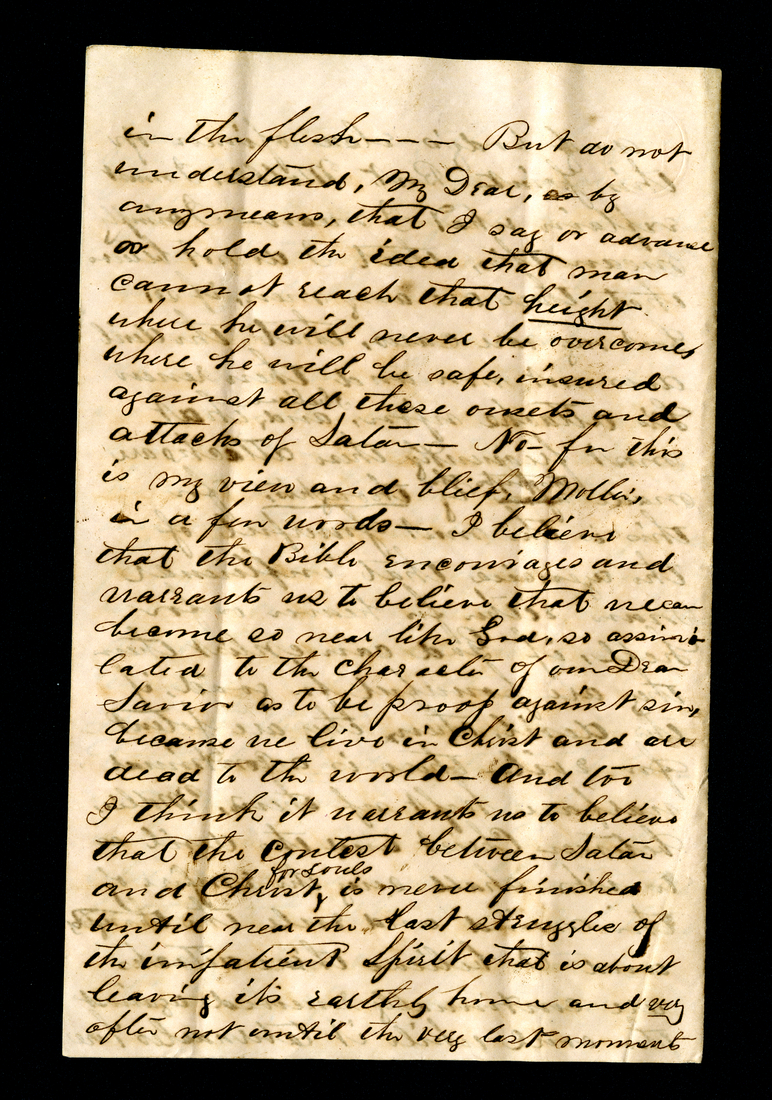 in the flesh - - - But do not
understand, My Dear, as by
anymeans, that I say or advance
or hold the idea that man
cannot reach that height
where he will never be overcome,
where he will be safe, insured
against all these onsets and
attacks of Satan — No — for this
is my view and blief, Mollie,
in a few words — I believe
that the Bible encourages and
warrants us to believe that we can
become so near like God, so assimi-
lated to the character of our Dear
Savior as to be proof against sin,
because we live in Christ and are
dead to the world — And too
I think it warrants us to believe
that the contest between Satan
for souls
and Christ, is never finished
until near the last struggles of
the impatient Spirit that is about
leaving its earthly home and very
often not until the very last moments